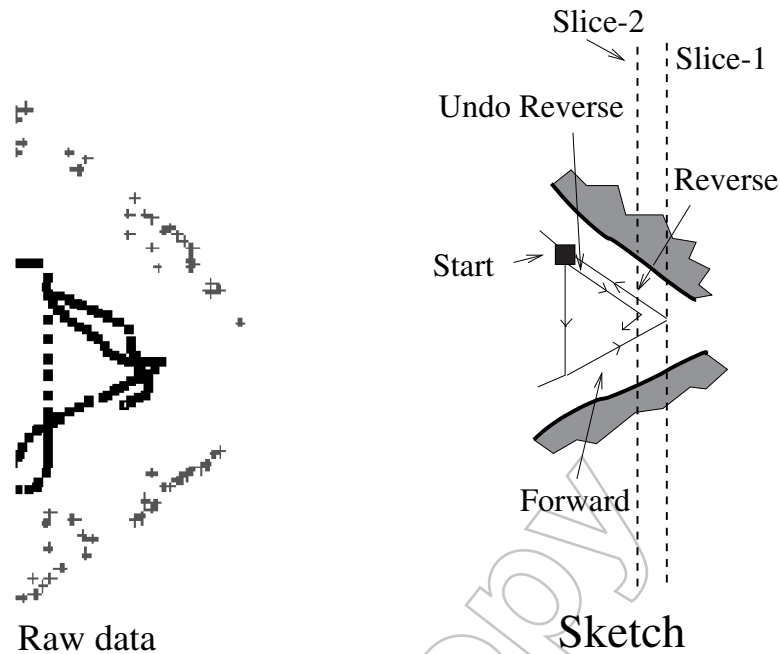 Slice-2
Slice-1
Undo Reverse
Reverse
Start
Forward
Raw data
Sketch